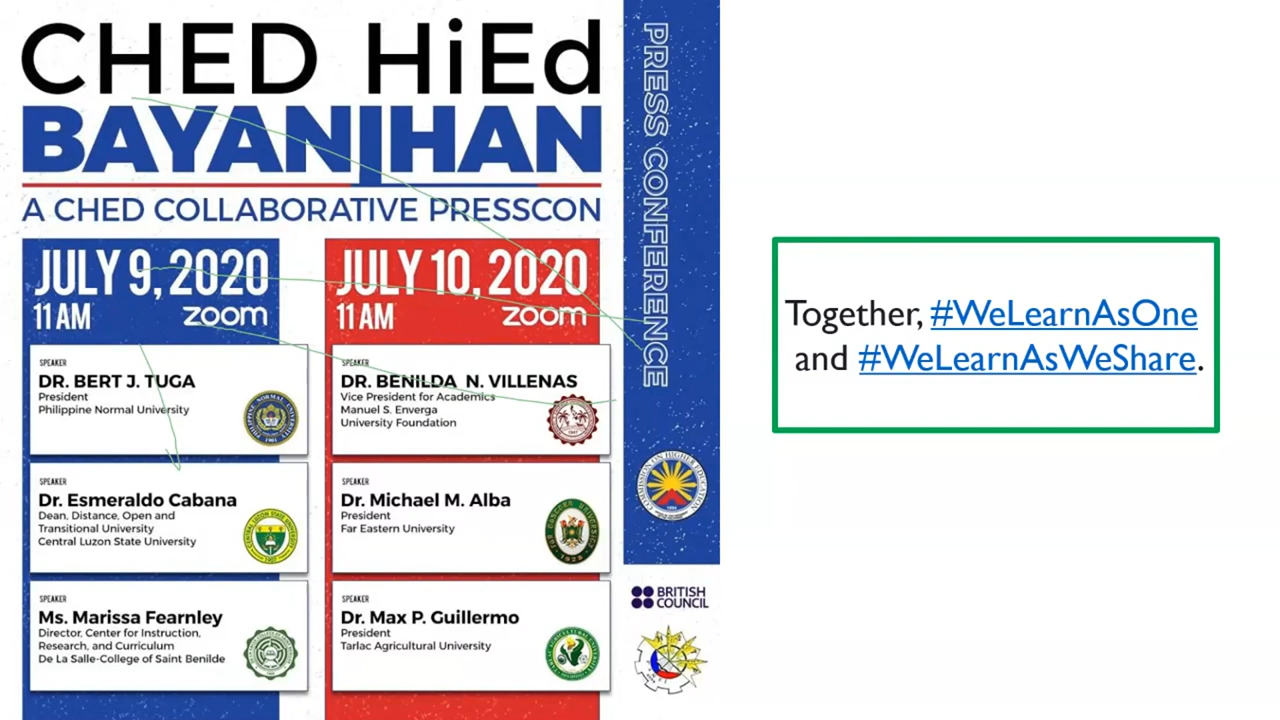 CHED HiEd
BAYANIHAN
A CHED COLLABORATIVE PRESSCON
PRESS CONFERENCE
JULY 9, 2020
11 AM zoom
SPEAKER
DR. BERT J. TUGA
President
Philippine Normal University
SPEAKER
Dr. Esmeraldo Cabana
Dean, Distance, Open and
Transitional University
Central Luzon State University
SPEAKER
Ms. Marissa Fearnley
Director, Center for Instruction,
Research, and Curriculum
De La Salle-College of Saint Benilde
JULY 10, 2020
11 AM zoom
SPEAKER
DR. BENILDA N. VILLENAS
Vice President for Academics
Manuel S. Enverga
University Foundation
SPEAKER
Dr. Michael M. Alba
President
Far Eastern University
SPEAKER
Dr. Max P. Guillermo
President
Tarlac Agricultural University
COMMISSION ON HIGHER EDUCATION
BRITISH
COUNCIL
Together, #WeLearnAsOne
and #WeLearnAsWeShare.